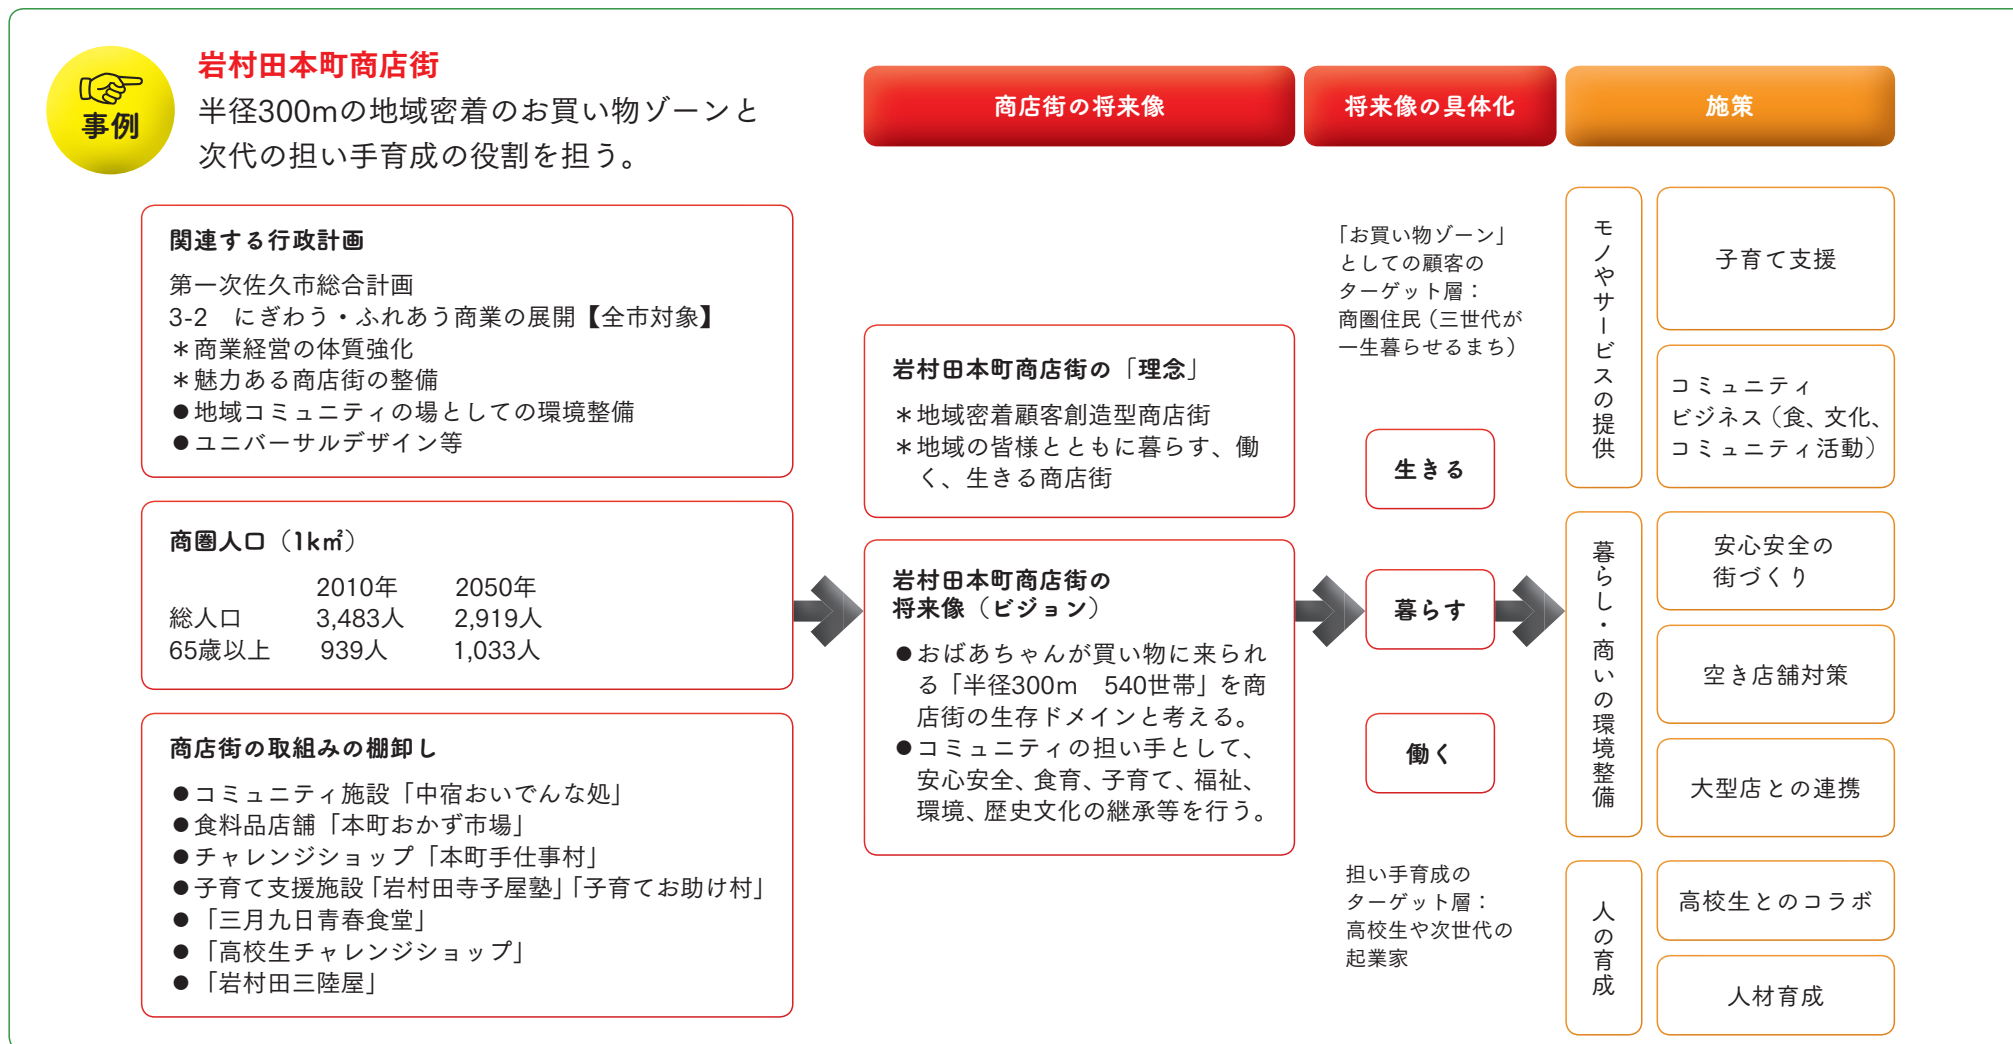 事例
岩村田本町商店街
半径300mの地域密着のお買い物ゾーンと
次代の担い手育成の役割を担う。
商店街の将来像
将来像の具体化
施策
関連する行政計画
第一次佐久市総合計画
3-2　にぎわう・ふれあう商業の展開【全市対象】
＊商業経営の体質強化
＊魅力ある商店街の整備
●地域コミュニティの場としての環境整備
●ユニバーサルデザイン等
商圏人口（1k㎡）
2010年　2050年
総人口　3,483人　2,919人
65歳以上　939人　1,033人
商店街の取組みの棚卸し
●コミュニティ施設「中宿おいでんな処」
●食料品店舗「本町おかず市場」
●チャレンジショップ「本町手仕事村」
●子育て支援施設「岩村田寺子屋塾」「子育てお助け村」
●「三月九日青春食堂」
●「高校生チャレンジショップ」
●「岩村田三陸屋」
岩村田本町商店街の「理念」
＊地域密着顧客創造型商店街
＊地域の皆様とともに暮らす、働
く、生きる商店街
岩村田本町商店街の
将来像（ビジョン）
●おばあちゃんが買い物に来られ
る「半径300m　540世帯」を商
店街の生存ドメインと考える。
●コミュニティの担い手として、
安心安全、食育、子育て、福祉、
環境、歴史文化の継承等を行う。
「お買い物ゾーン」
としての顧客の
ターゲット層：
商圏住民（三世代が
一生暮らせるまち）
生きる
暮らす
働く
担い手育成の
ターゲット層：
高校生や次世代の
起業家
モノやサービスの提供
子育て支援
コミュニティ
ビジネス（食、文化、
コミュニティ活動）
暮らし・商いの環境整備
安心安全の
街づくり
空き店舗対策
大型店との連携
人の育成
高校生とのコラボ
人材育成